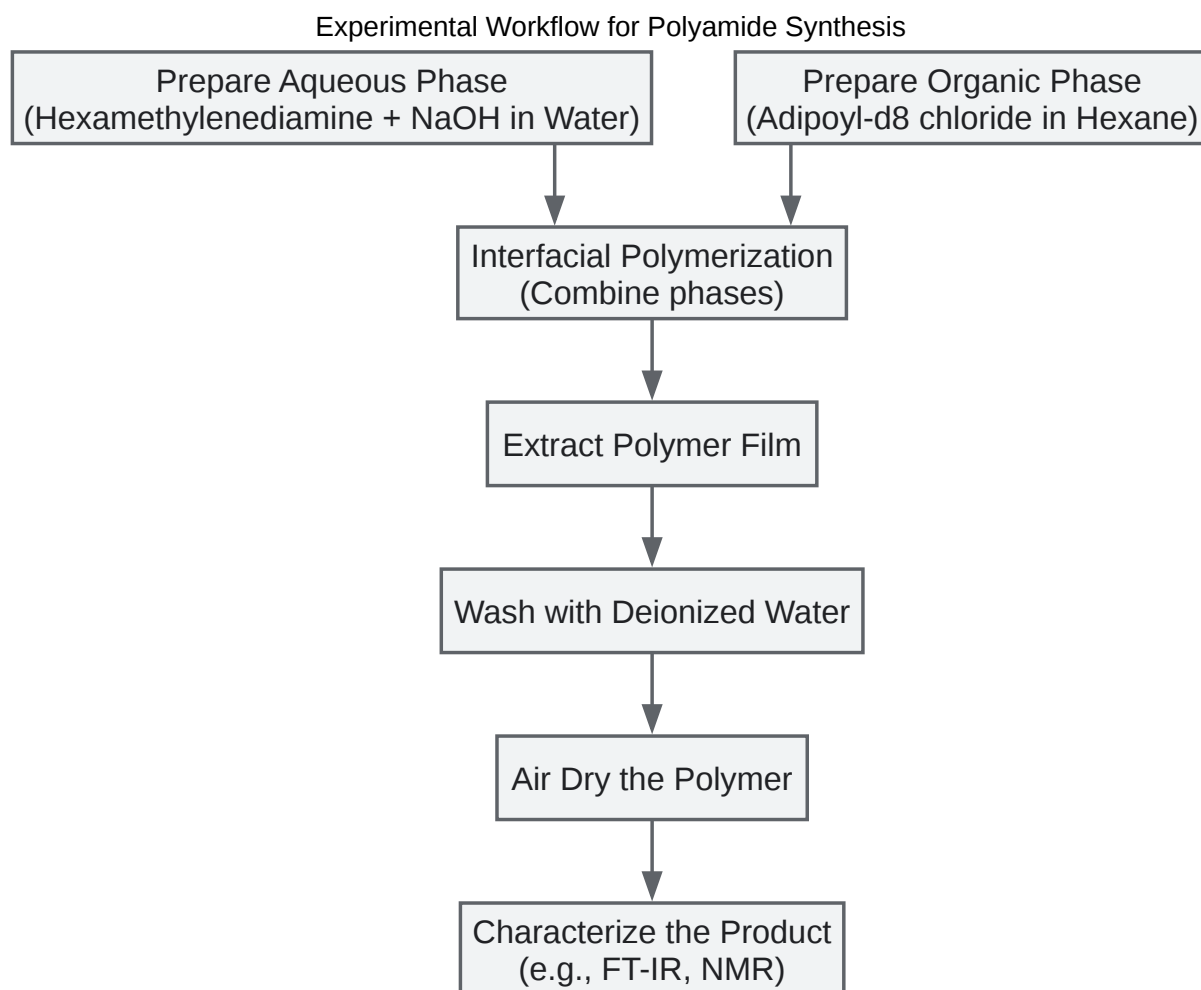 Experimental Workflow for Polyamide Synthesis
Prepare Aqueous Phase
(Hexamethylenediamine + NaOH in Water)
Prepare Organic Phase
(Adipoyl-d8 chloride in Hexane)
Interfacial Polymerization
(Combine phases)
Extract Polymer Film
Wash with Deionized Water
Air Dry the Polymer
Characterize the Product
(e.g., FT-IR, NMR)